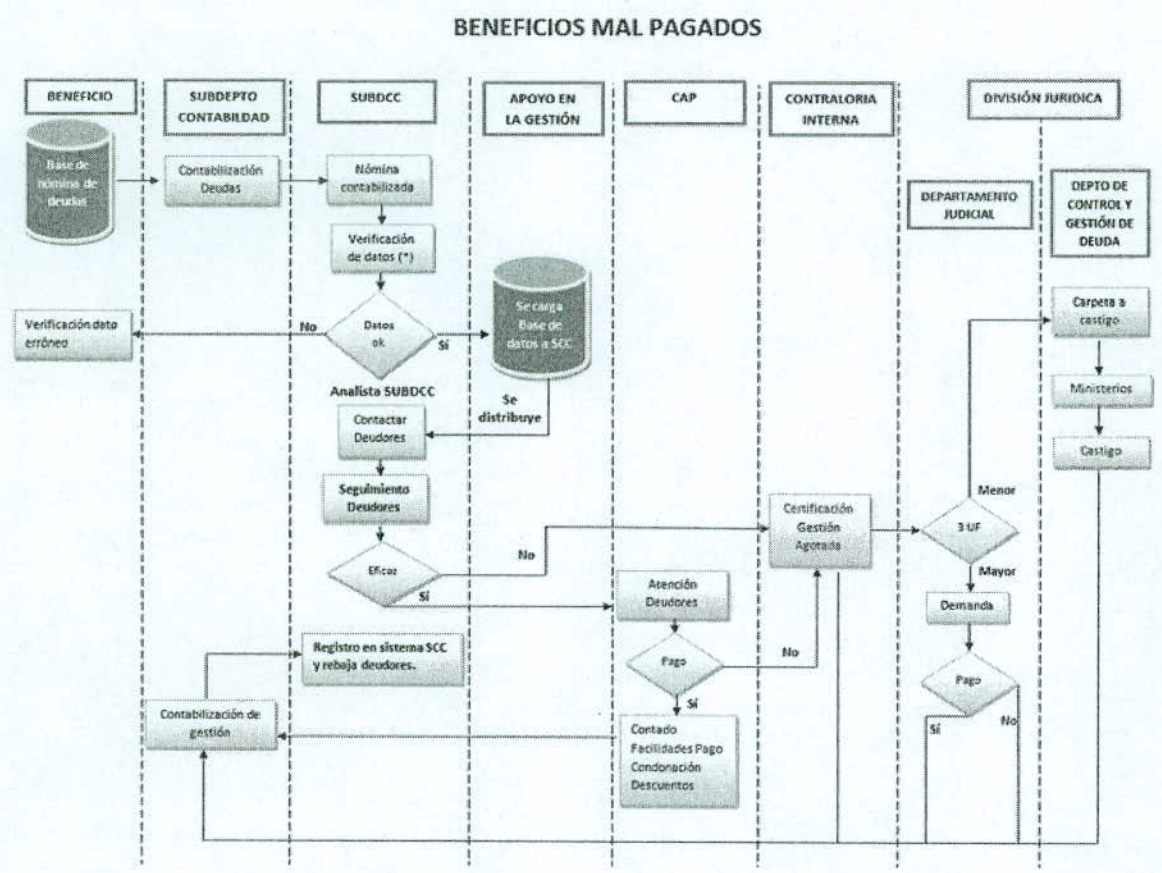 BENEFICIOS MAL PAGADOS
BENEFICIO
SUBDEPTO
CONTABILDAD
SUBDCC
APOYO EN
LA GESTIÓN
CAP
CONTRALORIA
INTERNA
DIVISIÓN JURIDICA
DEPARTAMENTO
JUDICIAL
DEPTO DE
CONTROL Y
GESTIÓN DE
DEUDA
Base de
nómina de
deudas
Contabilización
Deudas
Nómina
contabilizada
Verificación
de datos (*)
Datos
ok
No
Sí
Verificación dato
erróneo
Se carga
Base de
datos a SCC
Se
distribuye
Analista SUBDCC
Contactar
Deudores
Seguimiento
Deudores
Eficaz
No
Sí
Certificación
Gestión
Agotada
3 UF
Menor
Mayor
Carpeta a
castigo
Ministerios
Castigo
Demanda
Pago
Sí
No
Atención
Deudores
Pago
No
Sí
Contado
Facilidades Pago
Condonación
Descuentos
Registro en sistema SCC
y rebaja deudores.
Contabilización de
gestión